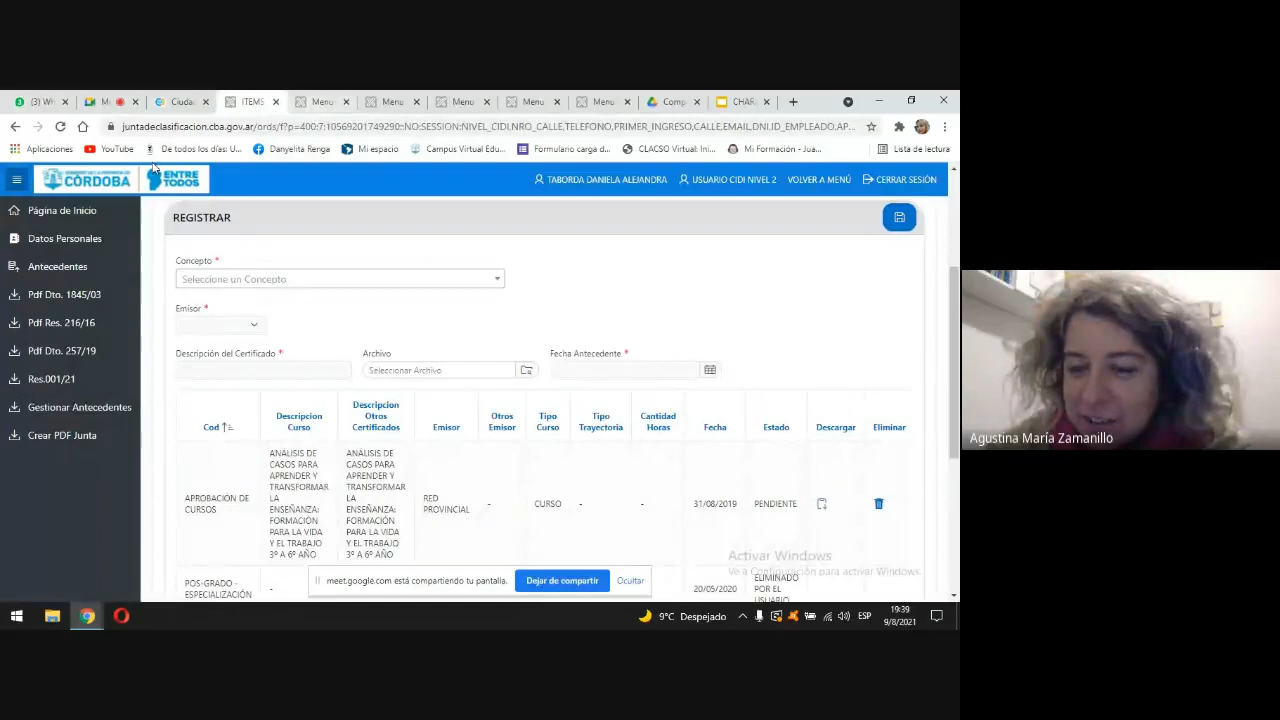 (3) Wh
M
Ciuda
ITEMS
Menu
Menu
Menu
Menu
Menu
Comp
CHAR
juntadeclasificacion.cba.gov.ar/ords/f?p=400:7:10569201749290::NO:SESSION:NIVEL_CIDI,NRO_CALLE,TELEFONO,PRIMER_INGRESO,CALLE,EMAIL,DNI,ID_EMPLEADO,AP...
Aplicaciones
YouTube
De todos los días: U...
Danyelita Renga
Mi espacio
Campus Virtual Edu...
Formulario carga d...
CLACSO Virtual: Ini...
Mi Formación - Jua...
Lista de lectura
CÓRDOBA
ENTRE
TODOS
TABORDA DANIELA ALEJANDRA
USUARIO CIDI NIVEL 2
VOLVER A MENÚ
CERRAR SESIÓN
Página de Inicio
Datos Personales
Antecedentes
Pdf Dto. 1845/03
Pdf Res. 216/16
Pdf Dto. 257/19
Res.001/21
Gestionar Antecedentes
Crear PDF Junta
REGISTRAR
Concepto *
Seleccione un Concepto
Emisor *
Descripción del Certificado *
Archivo
Fecha Antecedente *
Seleccionar Archivo
Cod
Descripcion
Curso
Descripcion
Otros
Certificados
Emisor
Otros
Emisor
Tipo
Curso
Tipo
Trayectoria
Cantidad
Horas
Fecha
Estado
Descargar
Eliminar
APROBACIÓN DE
CURSOS
ANÁLISIS DE
CASOS PARA
APRENDER Y
TRANSFORMAR
LA
ENSEÑANZA:
FORMACIÓN
PARA LA VIDA
Y EL TRABAJO
3º A 6º AÑO
ANÁLISIS DE
CASOS PARA
APRENDER Y
TRANSFORMAR
LA
ENSEÑANZA:
FORMACIÓN
PARA LA VIDA
Y EL TRABAJO
3º A 6º AÑO
RED
PROVINCIAL
-
CURSO
-
-
31/08/2019
PENDIENTE
POS-GRADO -
ESPECIALIZACIÓN
-
20/05/2020
ELIMINADO
POR EL
USUARIO
Activar Windows
Ve a Configuración para activar Windows.
meet.google.com está compartiendo tu pantalla.
Dejar de compartir
Ocultar
9°C Despejado
ESP
19:39
9/8/2021
Agustina María Zamanillo